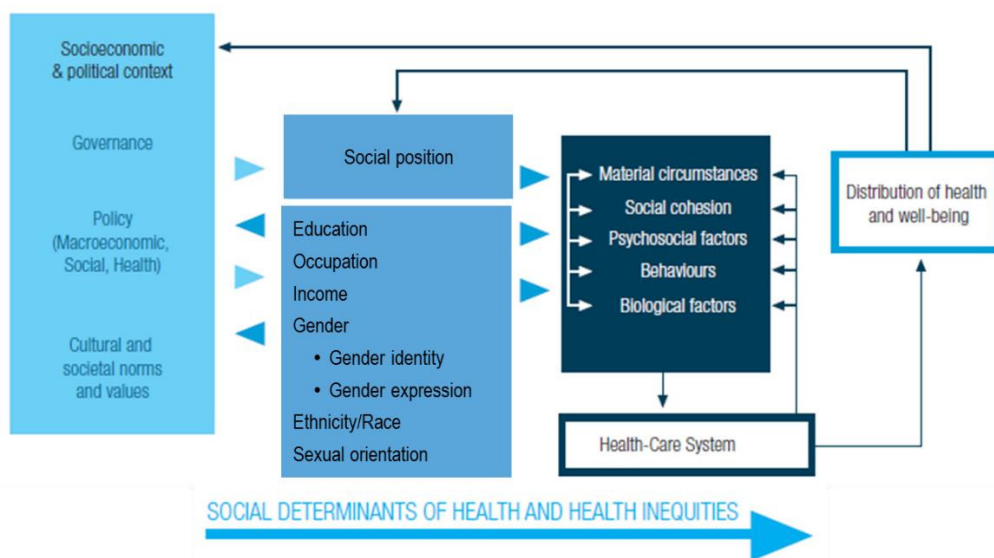 Socioeconomic
& political context
Governance
Policy
(Macroeconomic,
Social, Health)
Cultural and
societal norms
and values
Social position
Education
Occupation
Income
Gender
• Gender identity
• Gender expression
Ethnicity/Race
Sexual orientation
Material circumstances
Social cohesion
Psychosocial factors
Behaviours
Biological factors
Health-Care System
Distribution of health
and well-being
SOCIAL DETERMINANTS OF HEALTH AND HEALTH INEQUITIES